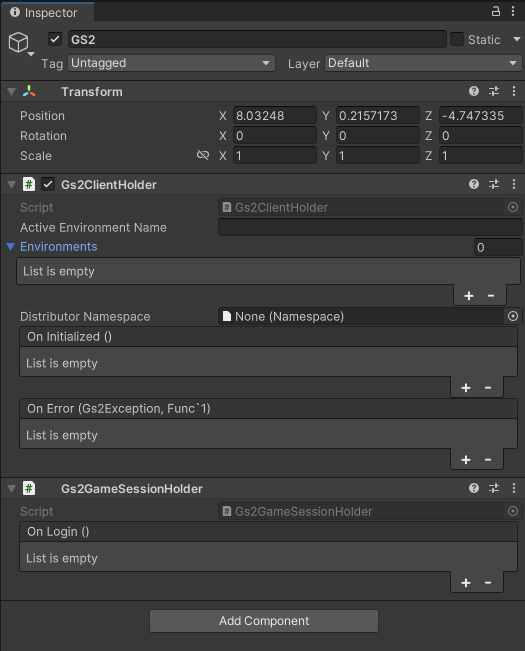 Inspector
GS2
Static
Tag Untagged Layer Default
Transform
Position X 8.03248 Y 0.2157173 Z -4.747335
Rotation X 0 Y 0 Z 0
Scale X 1 Y 1 Z 1
Gs2ClientHolder
Script Gs2ClientHolder
Active Environment Name
Environments 0
List is empty
+ -
Distributor Namespace None (Namespace)
On Initialized ()
List is empty
+ -
On Error (Gs2Exception, Func`1)
List is empty
+ -
Gs2GameSessionHolder
Script Gs2GameSessionHolder
On Login ()
List is empty
+ -
Add Component